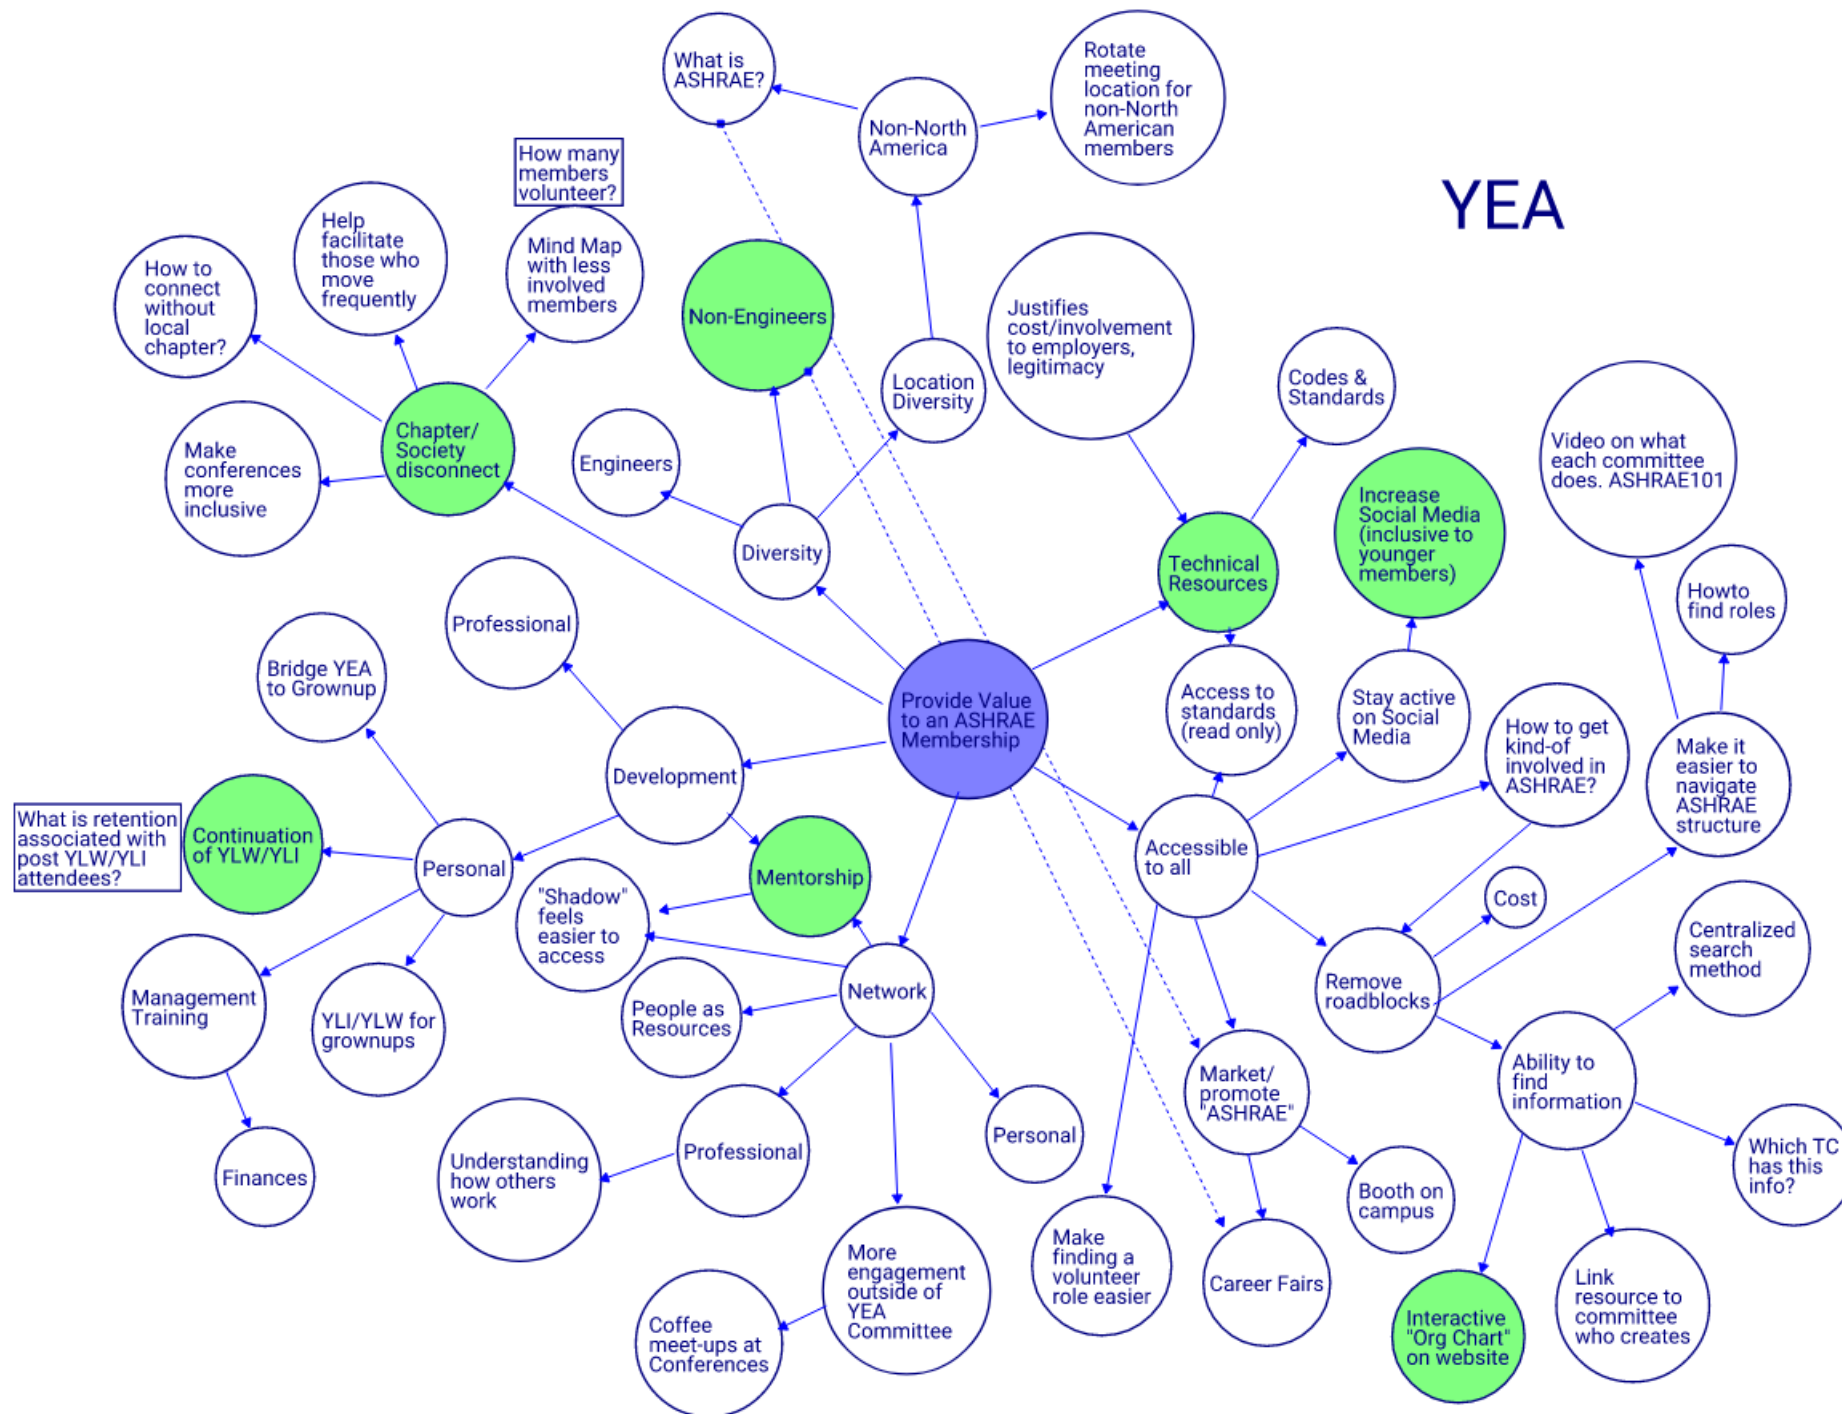 What is
ASHRAE?
Non-North
America
Rotate
meeting
location for
non-North
American
members
YEA
How many
members
volunteer?
Help
facilitate
those who
move
frequently
Mind Map
with less
involved
members
How to
connect
without
local
chapter?
Non-Engineers
Justifies
cost/involvement
to employers,
legitimacy
Location
Diversity
Codes &
Standards
Chapter/
Society
disconnect
Make
conferences
more
inclusive
Engineers
Diversity
Video on what
each committee
does. ASHRAE101
Increase
Social Media
(inclusive to
younger
members)
Technical
Resources
Howto
find roles
Professional
Bridge YEA
to Grownup
Provide Value
to an ASHRAE
Membership
Access to
standards
(read only)
Stay active
on Social
Media
How to get
kind-of
involved in
ASHRAE?
Make it
easier to
navigate
ASHRAE
structure
Development
What is retention
associated with
post YLW/YLI
attendees?
Continuation
of YLW/YLI
Personal
Mentorship
Accessible
to all
"Shadow"
feels
easier to
access
Cost
Centralized
search
method
Management
Training
YLI/YLW for
grownups
People as
Resources
Network
Remove
roadblocks
Market/
promote
"ASHRAE"
Ability to
find
information
Finances
Understanding
how others
work
Professional
Personal
Which TC
has this
info?
Booth on
campus
Make
finding a
volunteer
role easier
Career Fairs
More
engagement
outside of
YEA
Committee
Coffee
meet-ups at
Conferences
Interactive
"Org Chart"
on website
Link
resource to
committee
who creates